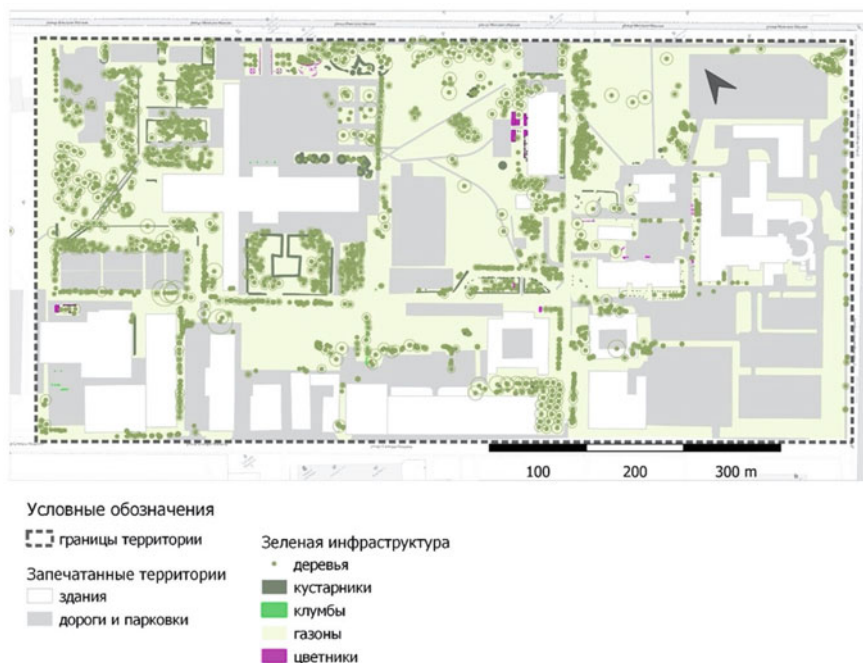 3
100 200 300 m
Условные обозначения
границы территории
Запечатанные территории
здания
дороги и парковки
Зеленая инфраструктура
деревья
кустарники
клумбы
газоны
цветники